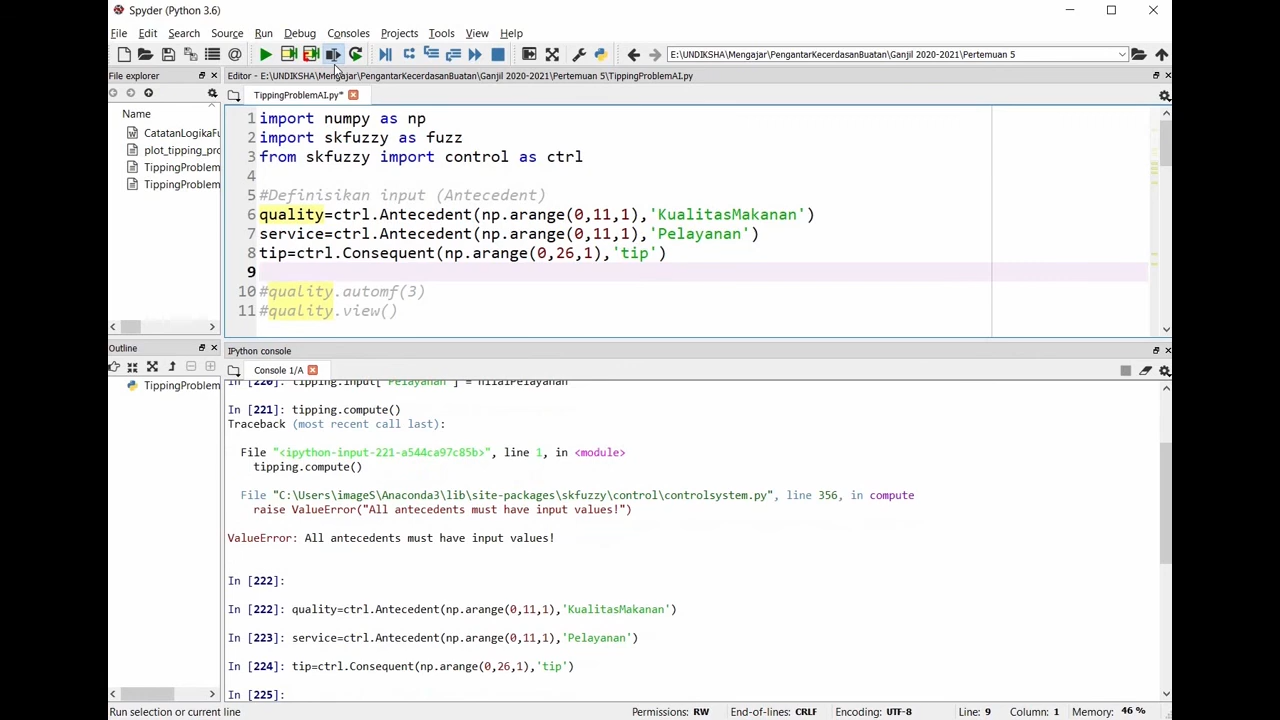 Spyder (Python 3.6)
File Edit Search Source Run Debug Consoles Projects Tools View Help
E:\UNDIKSHA\Mengajar\PengantarKecerdasanBuatan\Ganjil 2020-2021\Pertemuan 5
File explorer
Editor - E:\UNDIKSHA\Mengajar\PengantarKecerdasanBuatan\Ganjil 2020-2021\Pertemuan 5\TippingProblemAI.py
TippingProblemAI.py*
Name
CatatanLogikaFu
plot_tipping_pro
TippingProblem
TippingProblem
1 import numpy as np
2 import skfuzzy as fuzz
3 from skfuzzy import control as ctrl
4
5 #Definisikan input (Antecedent)
6 quality=ctrl.Antecedent(np.arange(0,11,1),'KualitasMakanan')
7 service=ctrl.Antecedent(np.arange(0,11,1),'Pelayanan')
8 tip=ctrl.Consequent(np.arange(0,26,1),'tip')
9
10 #quality.automf(3)
11 #quality.view()
Outline
TippingProblem
IPython console
Console 1/A
In [220]: tipping.input['Pelayanan'] = nilaiPelayanan
In [221]: tipping.compute()
Traceback (most recent call last):
File "<ipython-input-221-a544ca97c85b>", line 1, in <module>
tipping.compute()
File "C:\Users\imageS\Anaconda3\lib\site-packages\skfuzzy\control\controlsystem.py", line 356, in compute
raise ValueError("All antecedents must have input values!")
ValueError: All antecedents must have input values!
In [222]:
In [222]: quality=ctrl.Antecedent(np.arange(0,11,1),'KualitasMakanan')
In [223]: service=ctrl.Antecedent(np.arange(0,11,1),'Pelayanan')
In [224]: tip=ctrl.Consequent(np.arange(0,26,1),'tip')
In [225]:
Run selection or current line
Permissions: RW End-of-lines: CRLF Encoding: UTF-8 Line: 9 Column: 1 Memory: 46 %